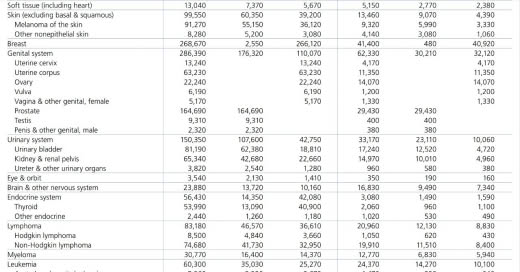 Soft tissue (including heart) 13,040 7,370 5,670 5,150 2,770 2,380
Skin (excluding basal & squamous) 99,550 60,350 39,200 13,460 9,070 4,390
Melanoma of the skin 91,270 55,150 36,120 9,320 5,990 3,330
Other nonepithelial skin 8,280 5,200 3,080 4,140 3,080 1,060
Breast 268,670 2,550 266,120 41,400 480 40,920
Genital system 286,390 176,320 110,070 62,330 30,210 32,120
Uterine cervix 13,240 13,240 4,170 4,170
Uterine corpus 63,230 63,230 11,350 11,350
Ovary 22,240 22,240 14,070 14,070
Vulva 6,190 6,190 1,200 1,200
Vagina & other genital, female 5,170 5,170 1,330 1,330
Prostate 164,690 164,690 29,430 29,430
Testis 9,310 9,310 400 400
Penis & other genital, male 2,320 2,320 380 380
Urinary system 150,350 107,600 42,750 33,170 23,110 10,060
Urinary bladder 81,190 62,380 18,810 17,240 12,520 4,720
Kidney & renal pelvis 65,340 42,680 22,660 14,970 10,010 4,960
Ureter & other urinary organs 3,820 2,540 1,280 960 580 380
Eye & orbit 3,540 2,130 1,410 350 190 160
Brain & other nervous system 23,880 13,720 10,160 16,830 9,490 7,340
Endocrine system 56,430 14,350 42,080 3,080 1,490 1,590
Thyroid 53,990 13,090 40,900 2,060 960 1,100
Other endocrine 2,440 1,260 1,180 1,020 530 490
Lymphoma 83,180 46,570 36,610 20,960 12,130 8,830
Hodgkin lymphoma 8,500 4,840 3,660 1,050 620 430
Non-Hodgkin lymphoma 74,680 41,730 32,950 19,910 11,510 8,400
Myeloma 30,770 16,400 14,370 12,770 6,830 5,940
Leukemia 60,300 35,030 25,270 24,370 14,270 10,100